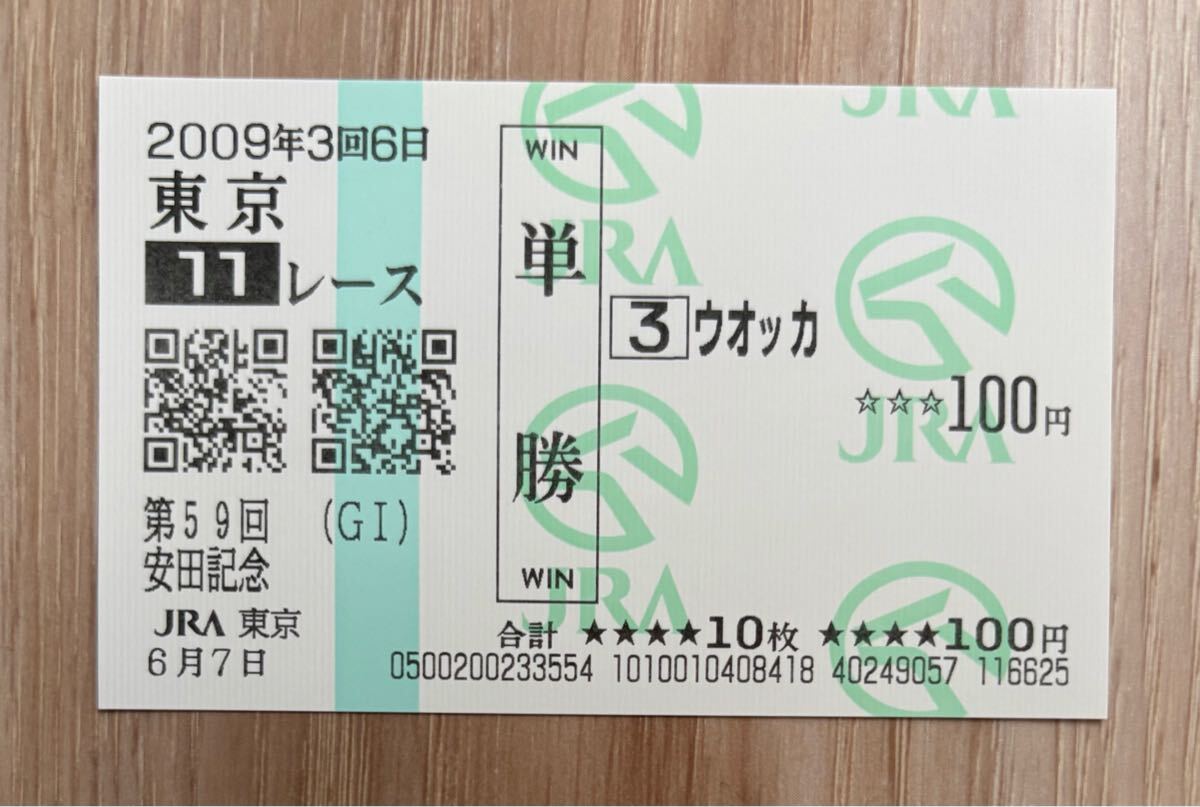 2009年3回6日
東京
11レース
第59回 (GI)
安田記念
JRA 東京
6月7日
WIN
単勝
WIN
3 ウオッカ
☆☆☆100円
合計 ★★★★10枚 ★★★★100円
0500200233554 1010010408418 40249057 116625
JRA
JRA
JRA
JRA